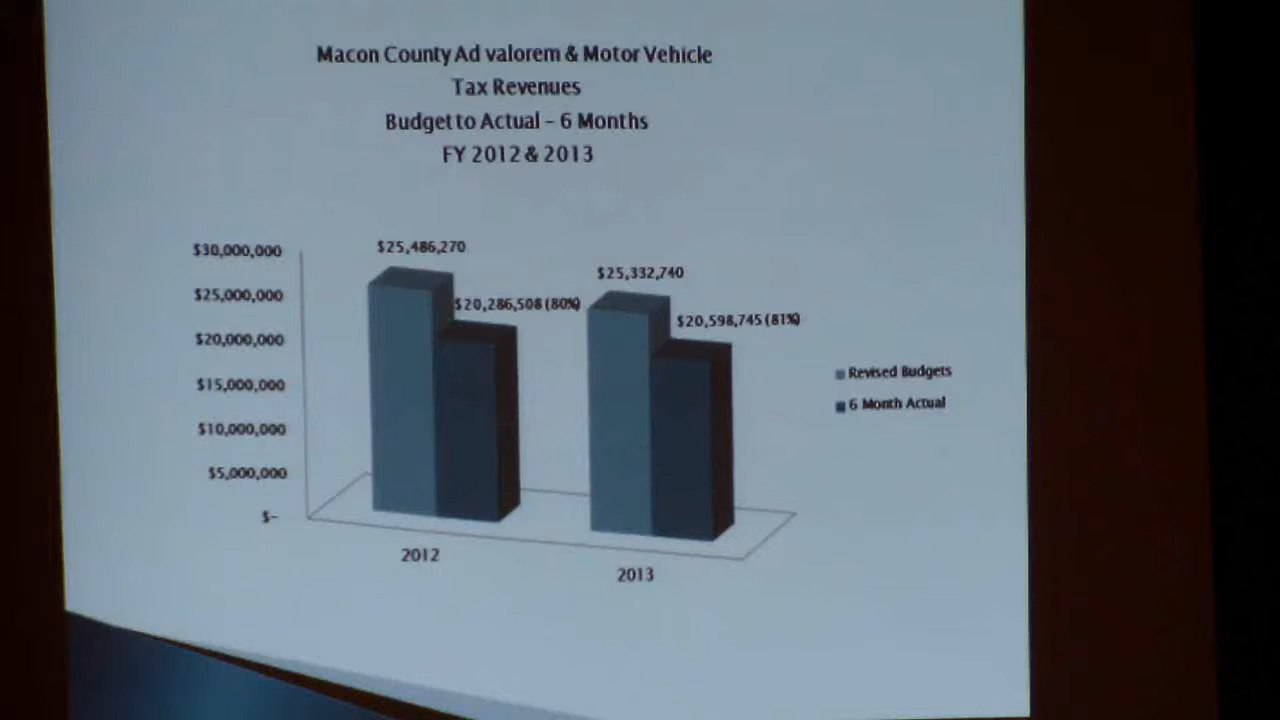 Macon County Ad valorem & Motor Vehicle
Tax Revenues
Budget to Actual – 6 Months
FY 2012 & 2013
$30,000,000
$25,000,000
$20,000,000
$15,000,000
$10,000,000
$5,000,000
$-
$25,486,270
$20,286,508 (80%)
$25,332,740
$20,598,745 (81%)
2012
2013
Revised Budgets
6 Month Actual